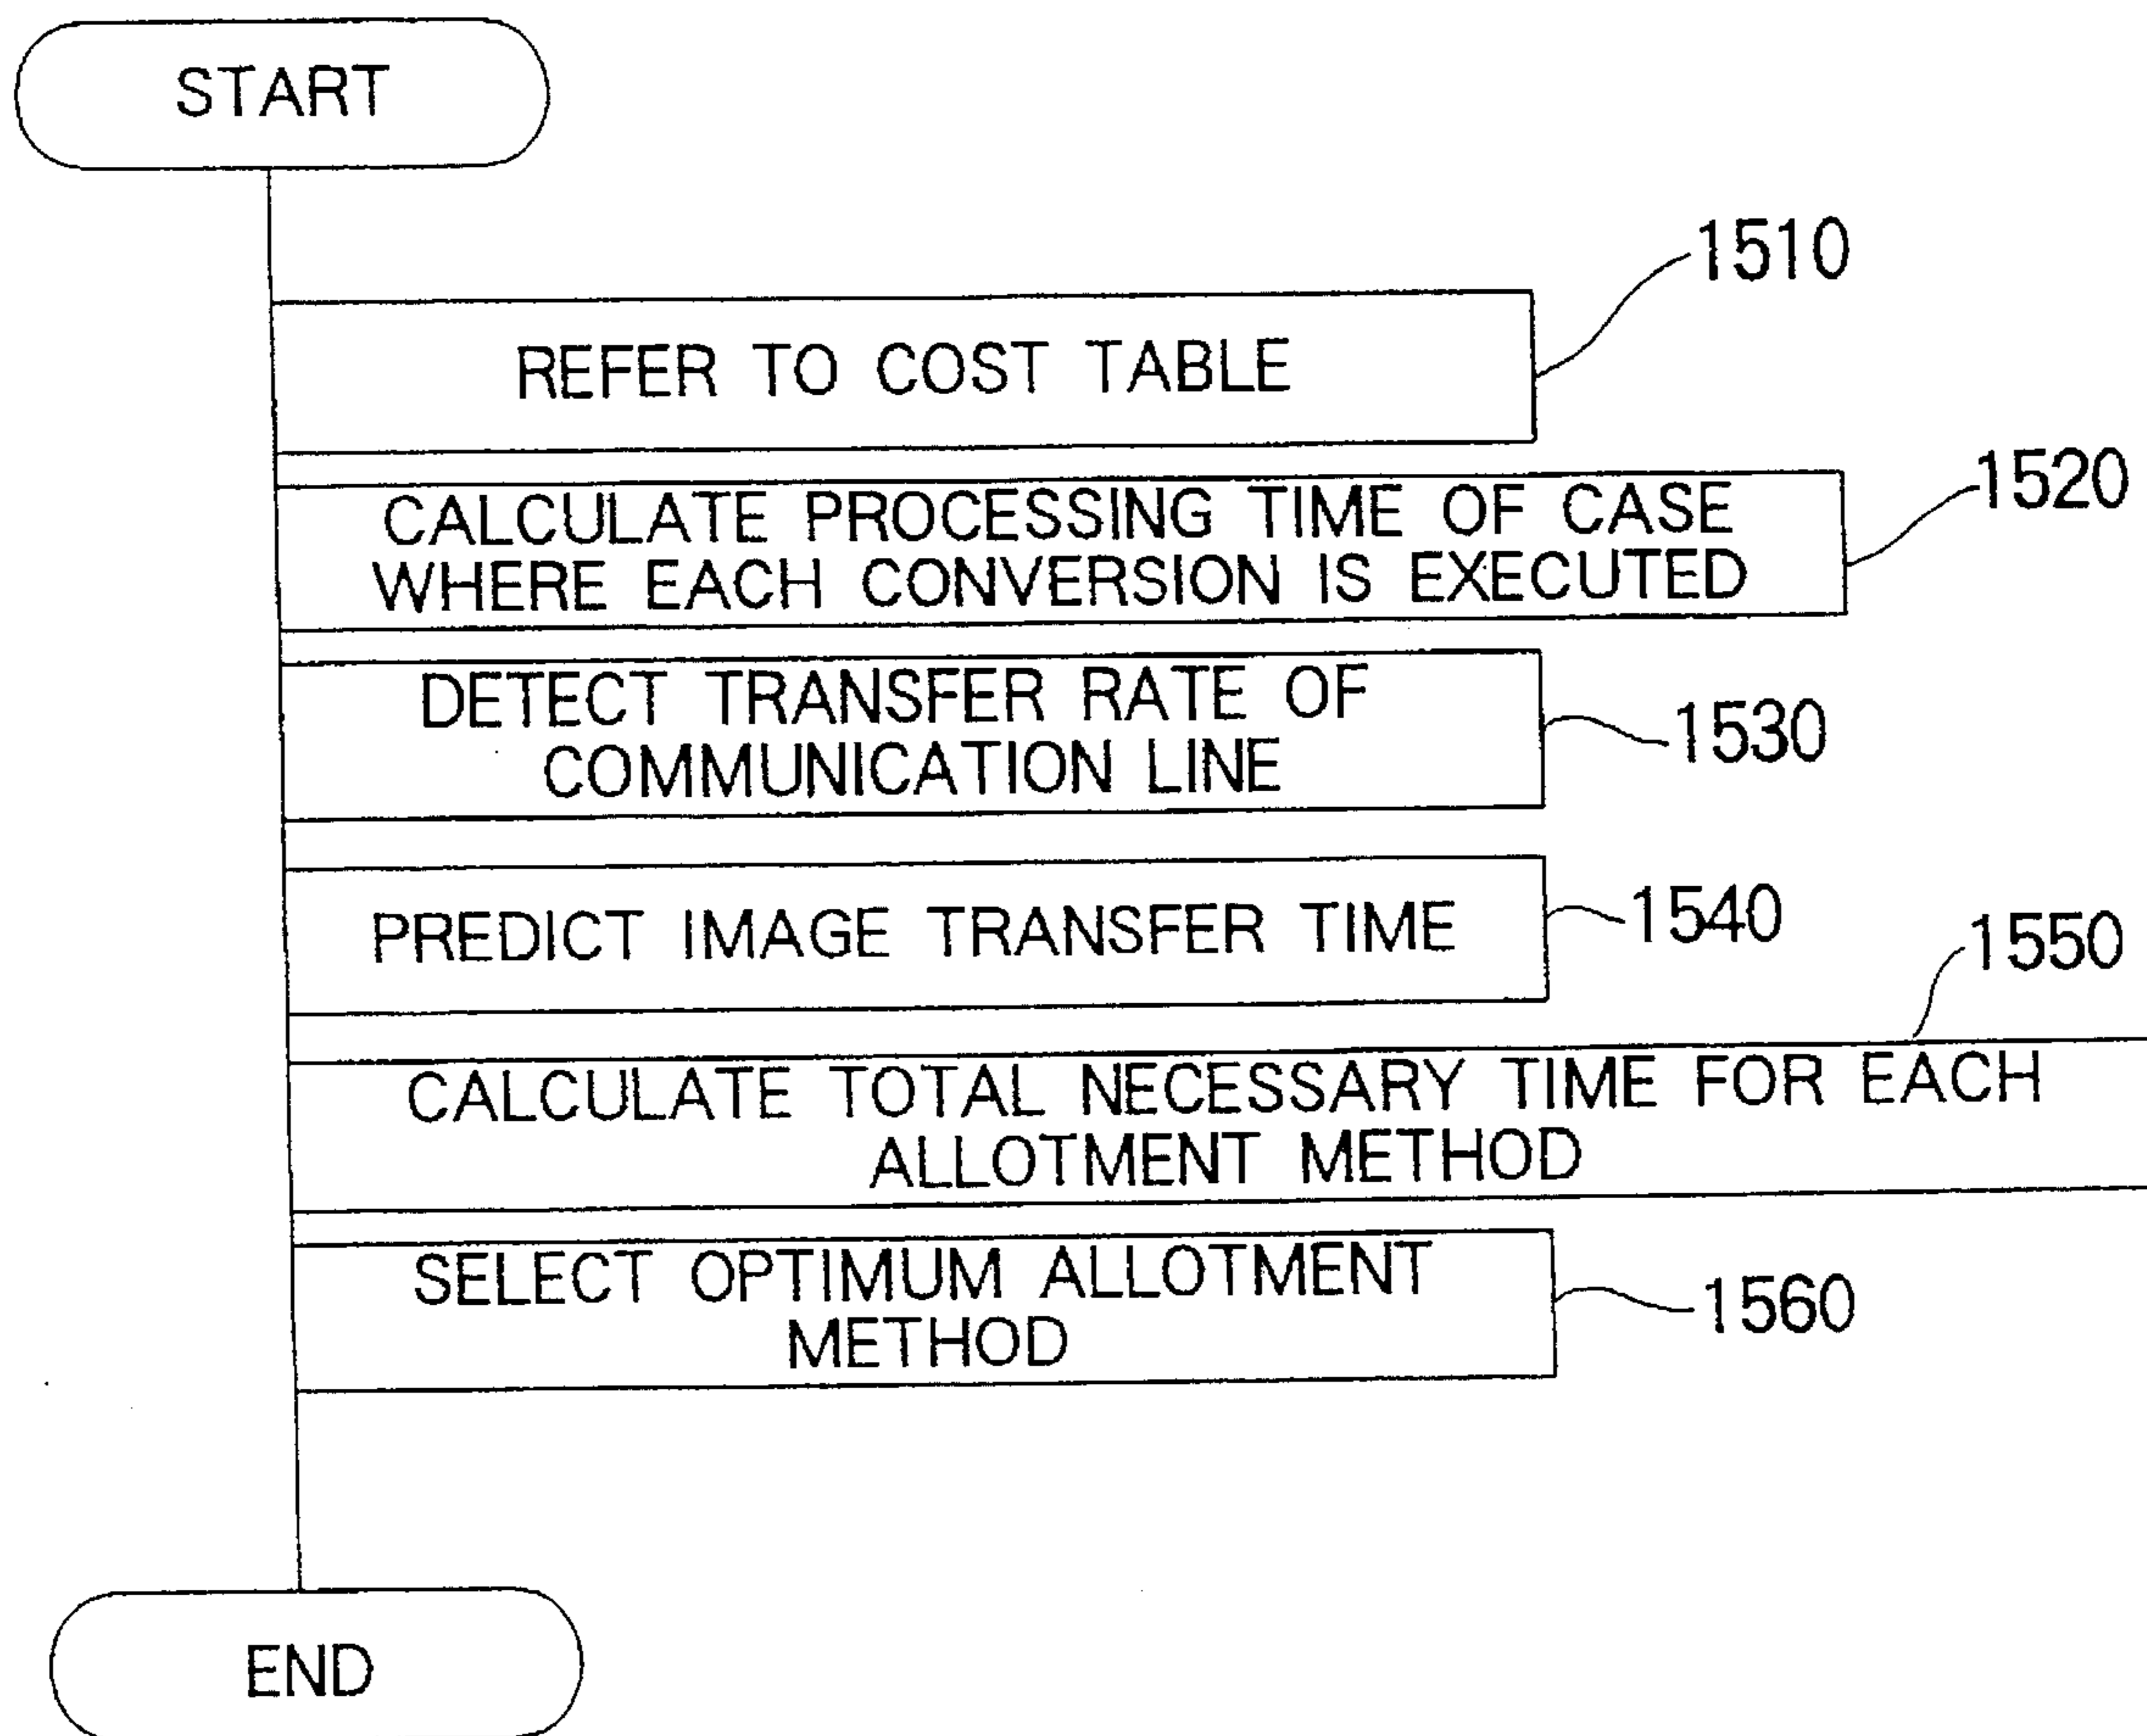 START
1510
REFER TO COST TABLE
1520
CALCULATE PROCESSING TIME OF CASE
WHERE EACH CONVERSION IS EXECUTED
DETECT TRANSFER RATE OF
COMMUNICATION LINE
1530
PREDICT IMAGE TRANSFER TIME
1540
1550
CALCULATE TOTAL NECESSARY TIME FOR EACH
ALLOTMENT METHOD
SELECT OPTIMUM ALLOTMENT
METHOD
1560
END